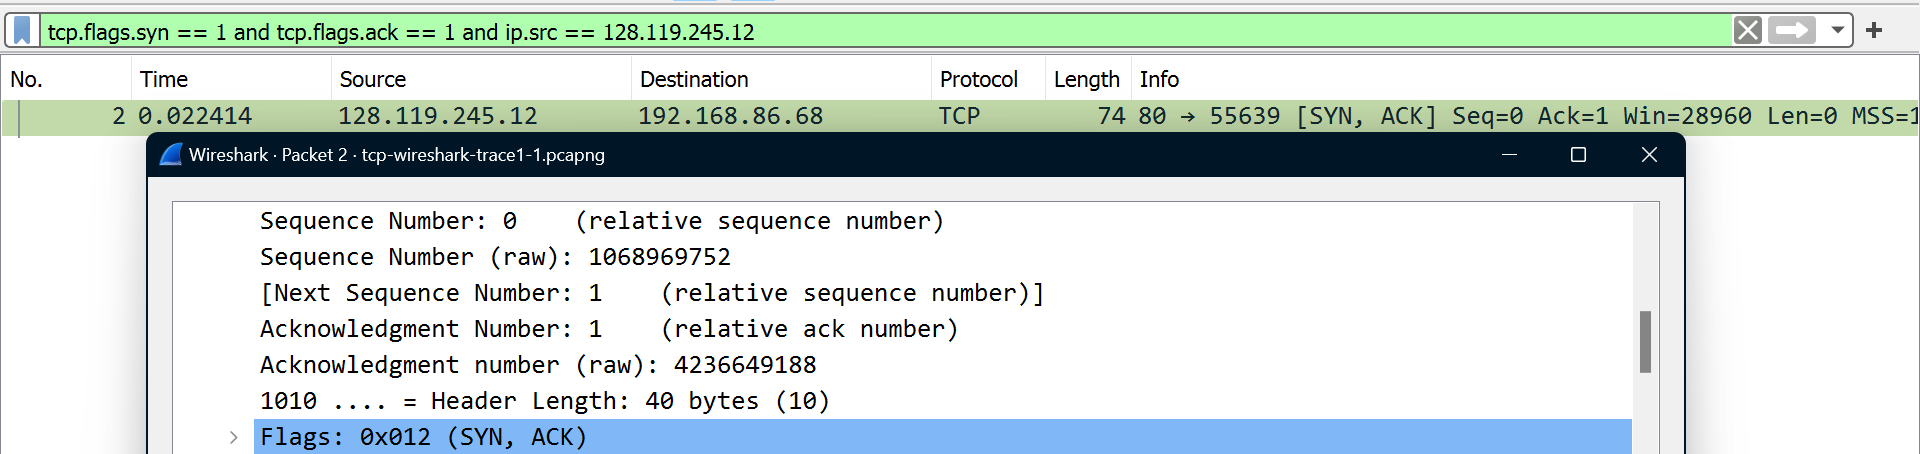 tcp.flags.syn == 1 and tcp.flags.ack == 1 and ip.src == 128.119.245.12
No. Time Source Destination Protocol Length Info
2 0.022414 128.119.245.12 192.168.86.68 TCP 74 80 → 55639 [SYN, ACK] Seq=0 Ack=1 Win=28960 Len=0 MSS=1
Wireshark · Packet 2 · tcp-wireshark-trace1-1.pcapng
Sequence Number: 0    (relative sequence number)
Sequence Number (raw): 1068969752
[Next Sequence Number: 1    (relative sequence number)]
Acknowledgment Number: 1    (relative ack number)
Acknowledgment number (raw): 4236649188
1010 .... = Header Length: 40 bytes (10)
Flags: 0x012 (SYN, ACK)